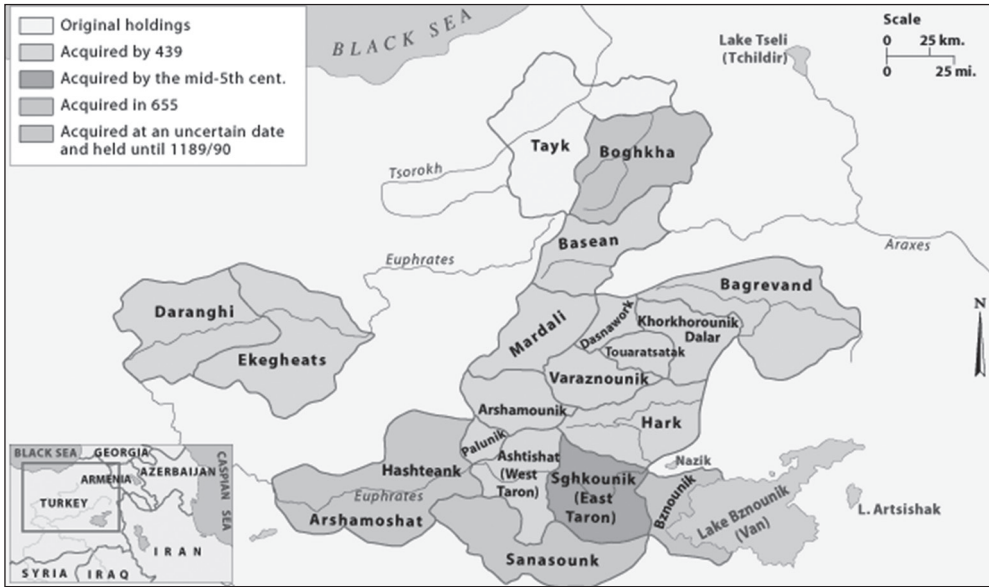 Original holdings
Acquired by 439
Acquired by the mid-5th cent.
Acquired in 655
Acquired at an uncertain date
and held until 1189/90
BLACK SEA
Lake Tseli
(Tchildir)
Scale
0 25 km.
0 25 mi.
Tayk
Boghkha
Tsorokh
Basean
Euphrates
Araxes
Daranghi
Ekegheats
Bagrevand
Mardali
Dasnawork
Khorkhorounik
Dalar
Touaratsatak
Varaznounik
N
Arshamounik
Hark
Palunik
Hashteank
Ashtishat
(West
Taron)
Sghkounik
(East
Taron)
Nazik
Bznounik
Lake Bznounik
(Van)
L. Artsishak
Euphrates
Arshamoshat
Sanasounk
BLACK SEA
GEORGIA
ARMENIA
AZERBAIJAN
CASPIAN
SEA
TURKEY
IRAN
SYRIA
IRAQ